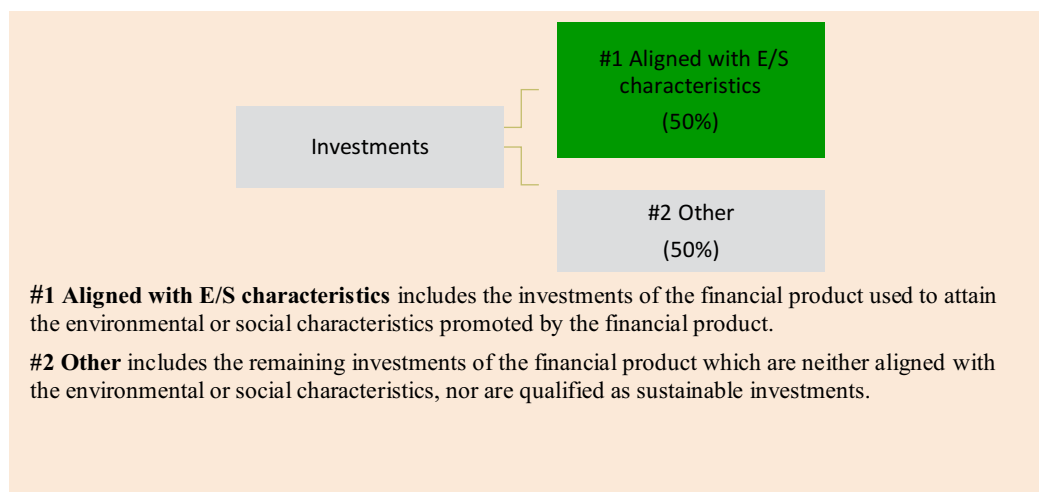 #1 Aligned with E/S
characteristics
(50%)
Investments
#2 Other
(50%)
#1 Aligned with E/S characteristics includes the investments of the financial product used to attain
the environmental or social characteristics promoted by the financial product.
#2 Other includes the remaining investments of the financial product which are neither aligned with
the environmental or social characteristics, nor are qualified as sustainable investments.